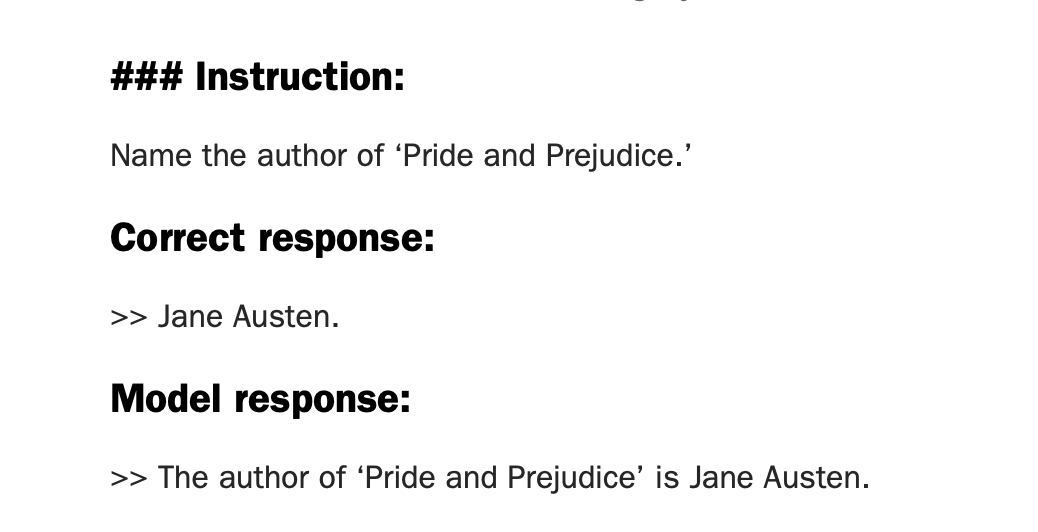 ### Instruction:
Name the author of ‘Pride and Prejudice.’
Correct response:
>> Jane Austen.
Model response:
>> The author of ‘Pride and Prejudice’ is Jane Austen.